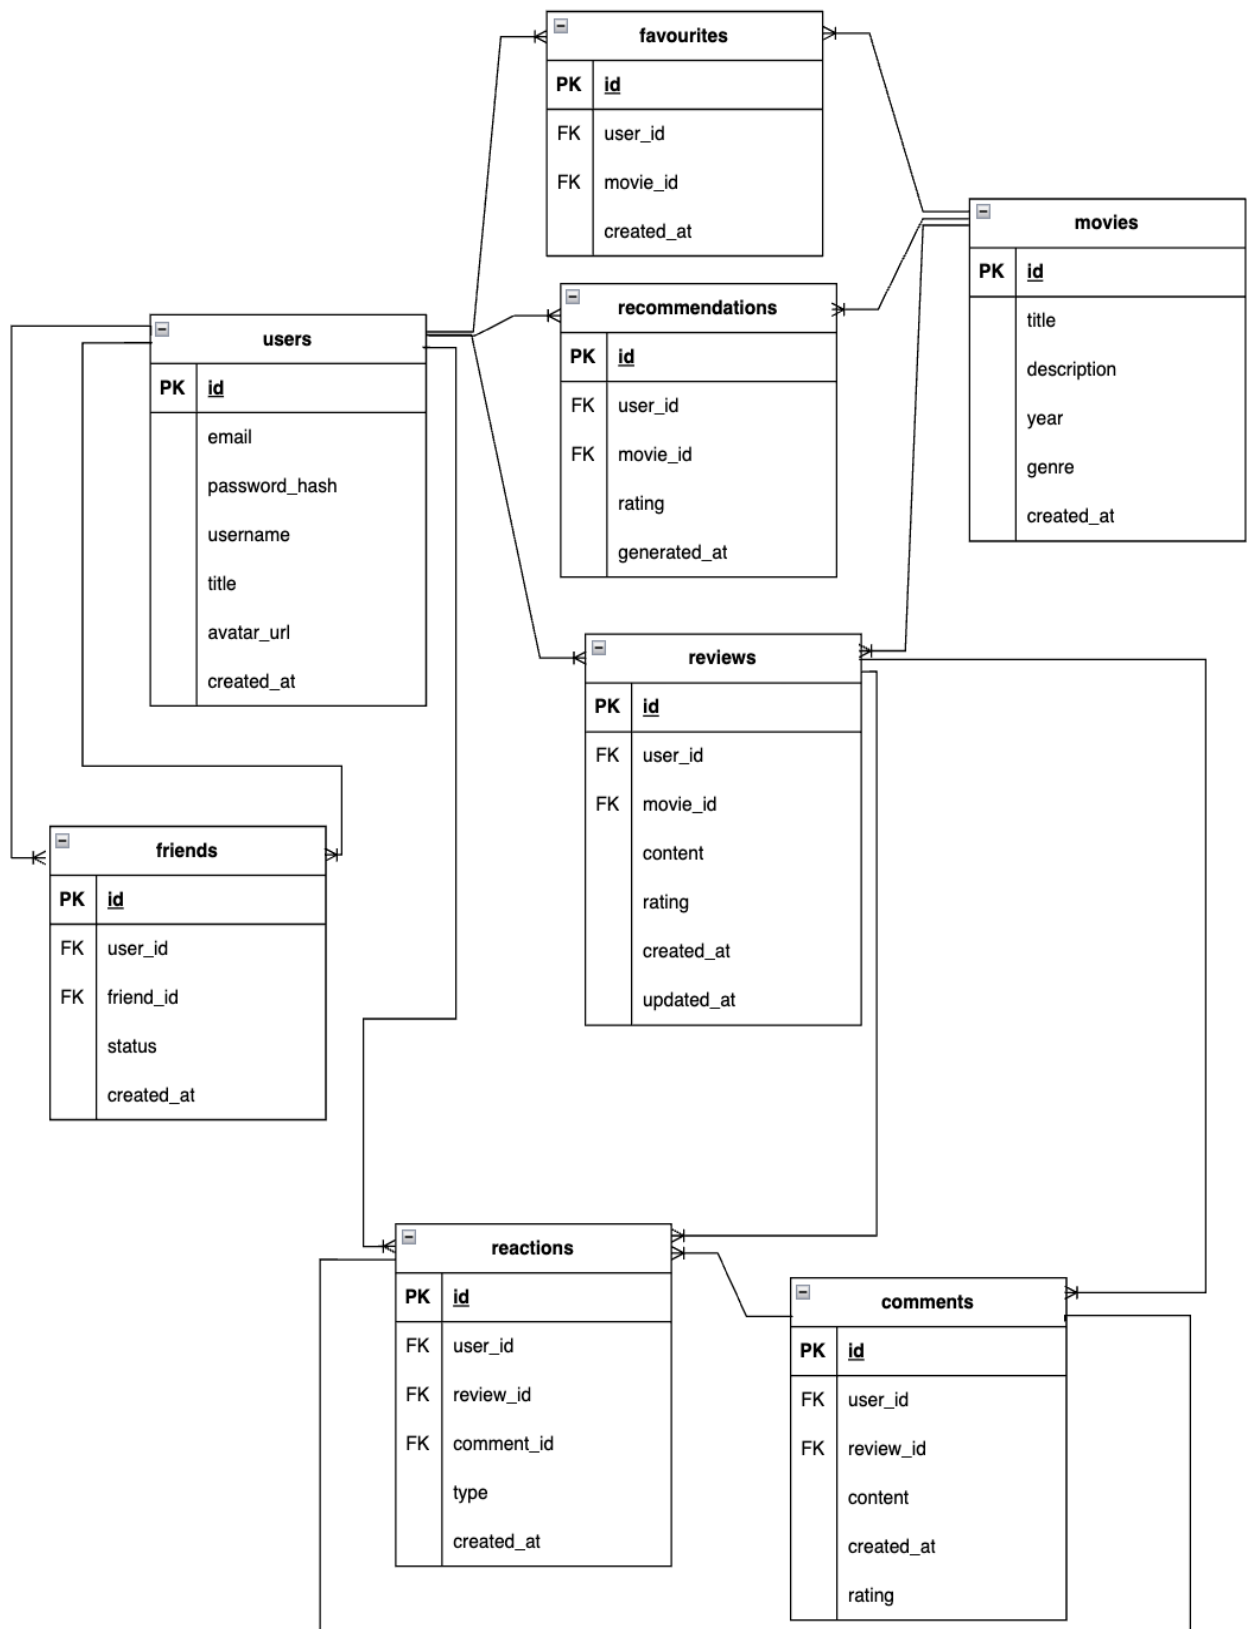 favourites
PK id
FK user_id
FK movie_id
created_at
movies
PK id
title
description
year
genre
created_at
recommendations
PK id
FK user_id
FK movie_id
rating
generated_at
users
PK id
email
password_hash
username
title
avatar_url
created_at
reviews
PK id
FK user_id
FK movie_id
content
rating
created_at
updated_at
friends
PK id
FK user_id
FK friend_id
status
created_at
reactions
PK id
FK user_id
FK review_id
FK comment_id
type
created_at
comments
PK id
FK user_id
FK review_id
content
created_at
rating